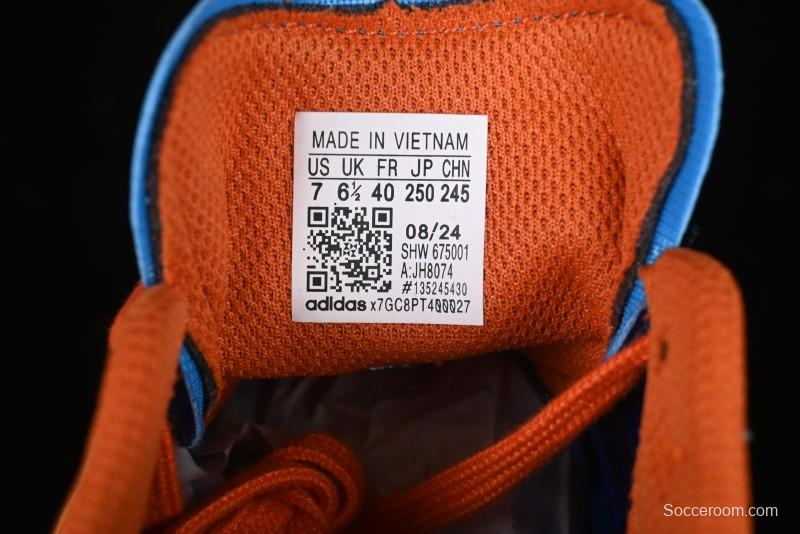 MADE IN VIETNAM
US UK FR JP CHN
7 6½ 40 250 245
08/24
SHW 675001
A:JH8074
#135245430
adidas x7GC8PT400027
Socceroom.com